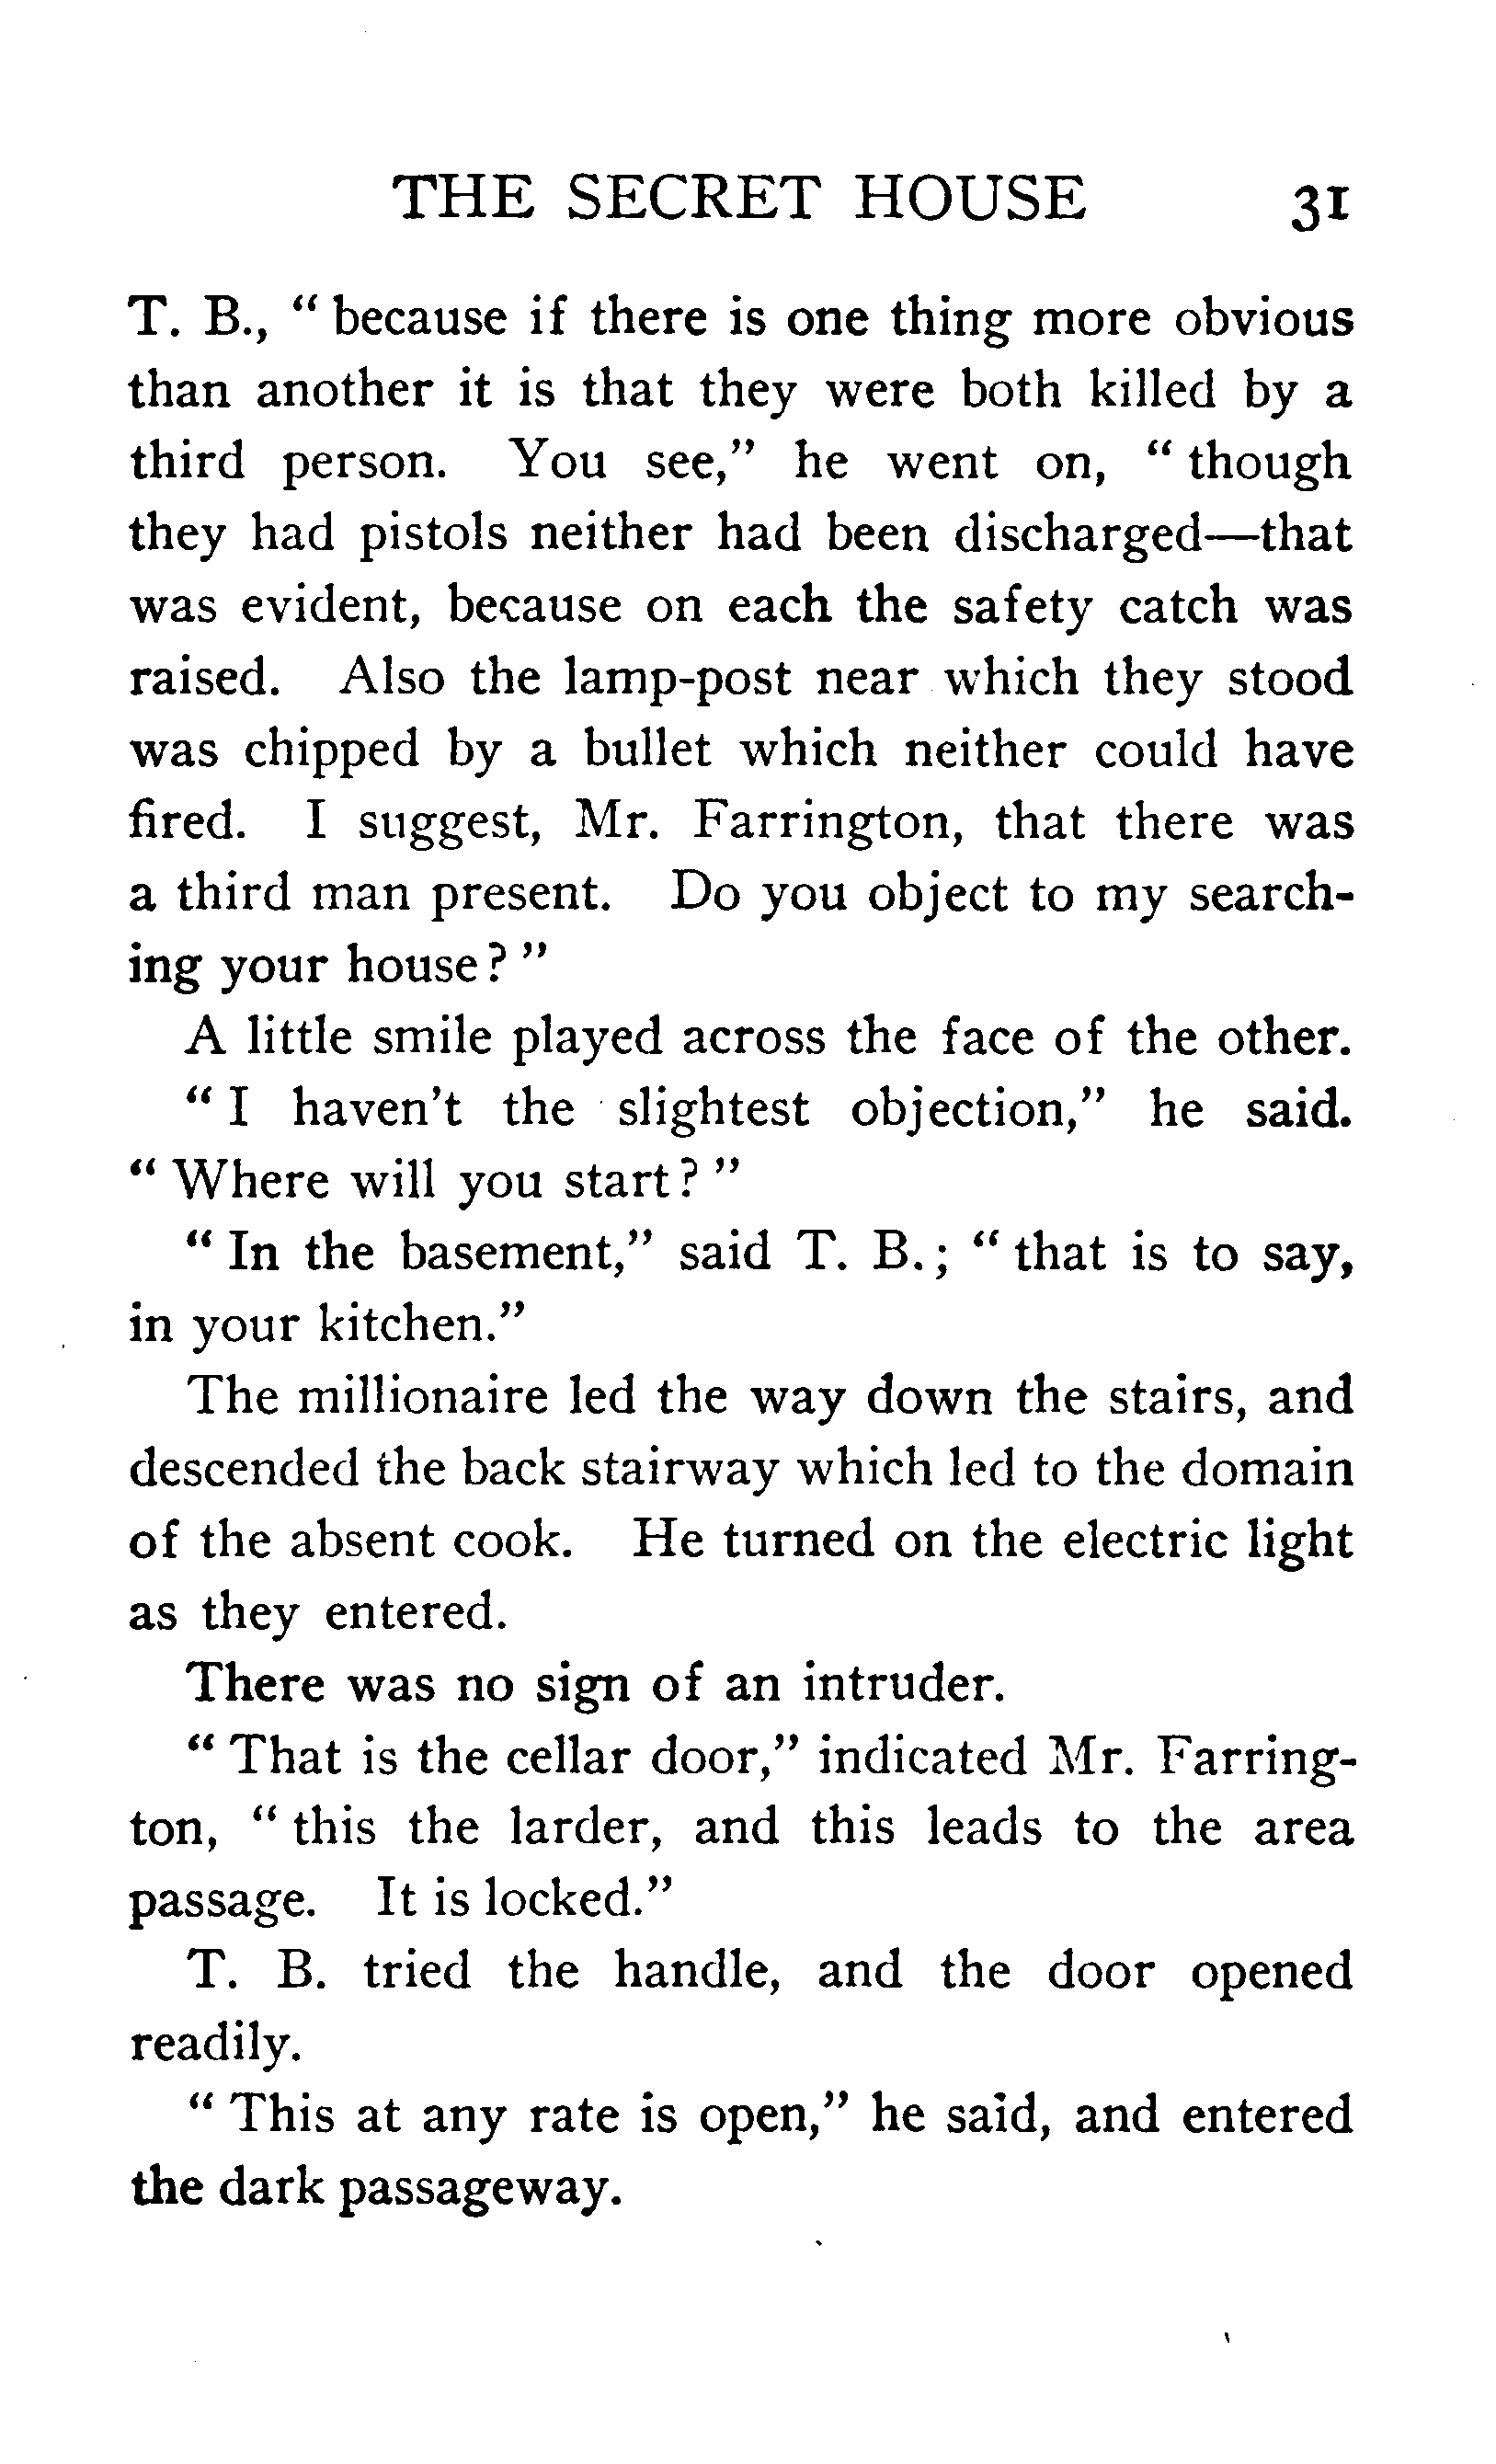 THE SECRET HOUSE 31
T. B., “ because if there is one thing more obvious
than another it is that they were both killed by a
third person. You see,” he went on, “ though
they had pistols neither had been discharged—that
was evident, because on each the safety catch was
raised. Also the lamp-post near which they stood
was chipped by a bullet which neither could have
fired. I suggest, Mr. Farrington, that there was
a third man present. Do you object to my search-
ing your house ? ”
A little smile played across the face of the other.
“ I haven’t the slightest objection,” he said.
“ Where will you start ? ”
“ In the basement,” said T. B. ; “ that is to say,
in your kitchen.”
The millionaire led the way down the stairs, and
descended the back stairway which led to the domain
of the absent cook. He turned on the electric light
as they entered.
There was no sign of an intruder.
“ That is the cellar door,” indicated Mr. Farring-
ton, “ this the larder, and this leads to the area
passage. It is locked.”
T. B. tried the handle, and the door opened
readily.
“ This at any rate is open,” he said, and entered
the dark passageway.